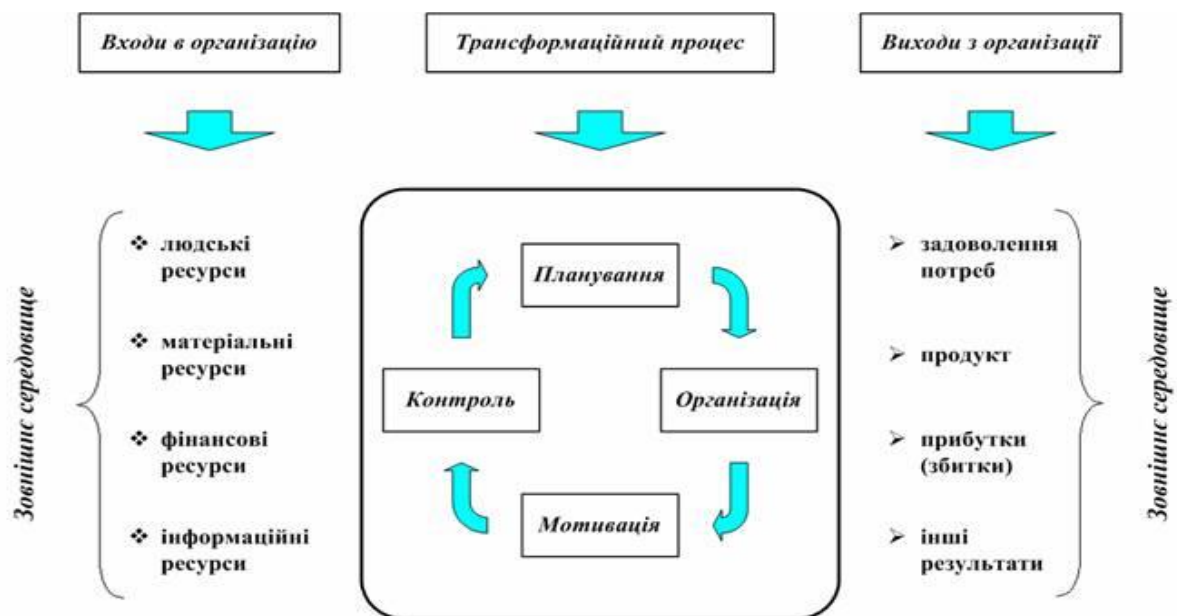 Входи в організацію
Трансформаційний процес
Виходи з організації
Зовнішнє середовище
❖ людські
ресурси
❖ матеріальні
ресурси
❖ фінансові
ресурси
❖ інформаційні
ресурси
Планування
Контроль
Організація
Мотивація
➢ задоволення
потреб
➢ продукт
➢ прибутки
(збитки)
➢ інші
результати
Зовнішнє середовище